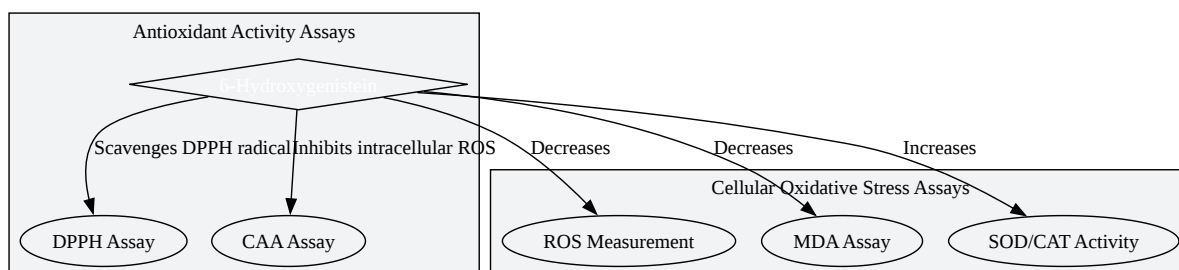 Antioxidant Activity Assays
6-Hydroxygenistein
Scavenges DPPH radical
Inhibits intracellular ROS
Decreases
Decreases
Increases
Cellular Oxidative Stress Assays
DPPH Assay
CAA Assay
ROS Measurement
MDA Assay
SOD/CAT Activity